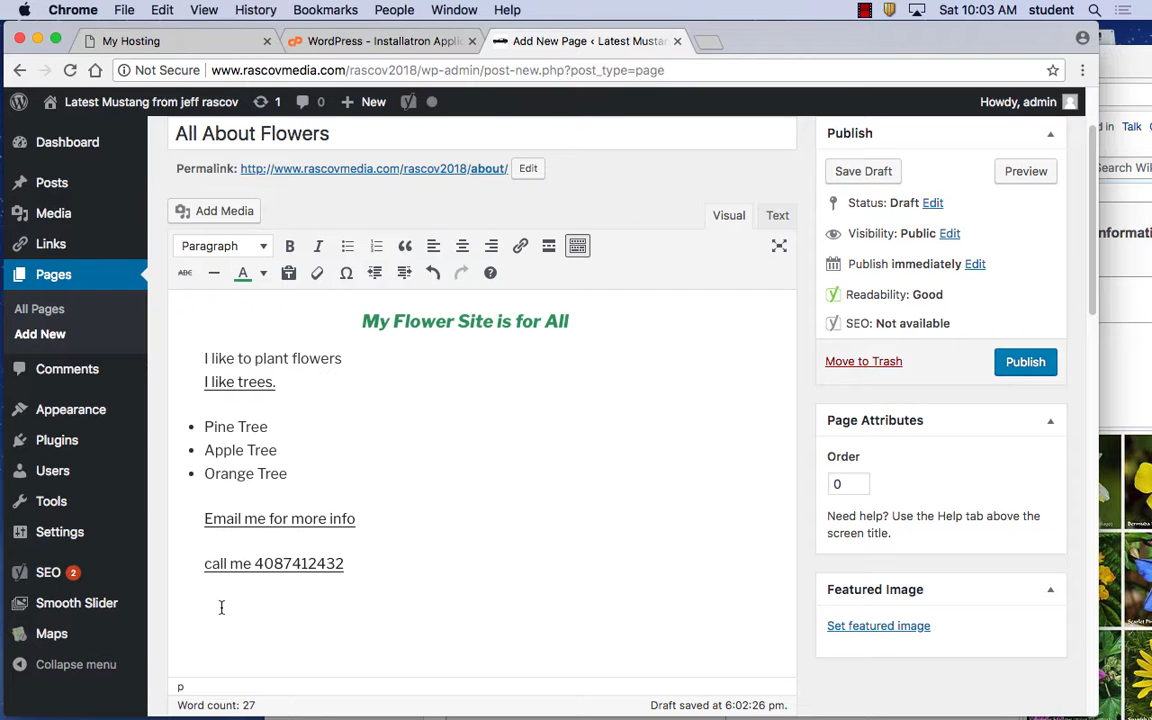 Chrome File Edit View History Bookmarks People Window Help Sat 10:03 AM student
My Hosting WordPress - Installatron Applic Add New Page ‹ Latest Mustan
Not Secure www.rascovmedia.com/rascov2018/wp-admin/post-new.php?post_type=page
Latest Mustang from jeff rascov 1 0 New Howdy, admin
Dashboard
Posts
Media
Links
Pages
All Pages
Add New
Comments
Appearance
Plugins
Users
Tools
Settings
SEO 2
Smooth Slider
Maps
Collapse menu
All About Flowers
Permalink: http://www.rascovmedia.com/rascov2018/about/ Edit
Add Media
Visual Text
Paragraph B I
ABC A
My Flower Site is for All
I like to plant flowers
I like trees.
Pine Tree
Apple Tree
Orange Tree
Email me for more info
call me 4087412432
p
Word count: 27 Draft saved at 6:02:26 pm.
Publish
Save Draft Preview
Status: Draft Edit
Visibility: Public Edit
Publish immediately Edit
Readability: Good
SEO: Not available
Move to Trash Publish
Page Attributes
Order
0
Need help? Use the Help tab above the
screen title.
Featured Image
Set featured image
d in Talk
Search Wi
nformati